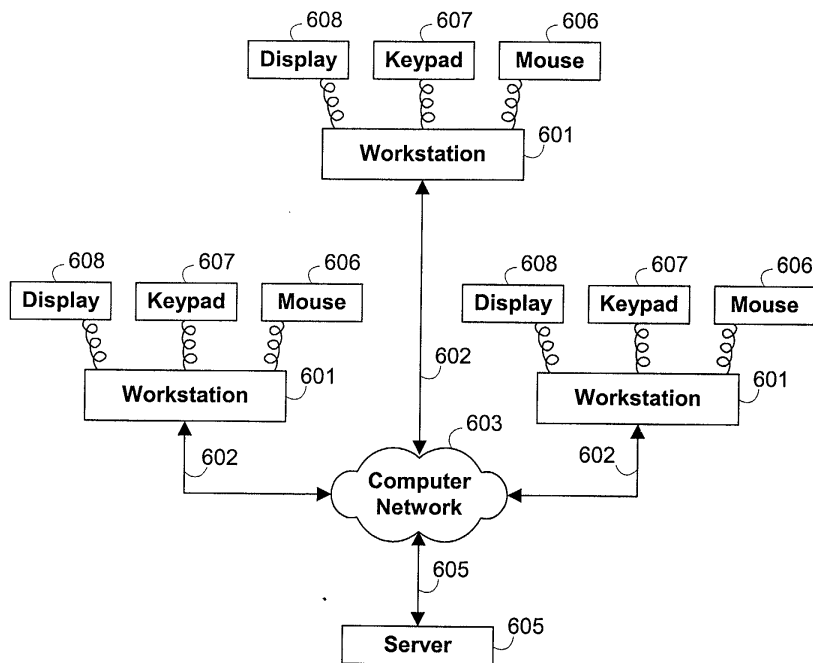 608 607 606
Display Keypad Mouse
601
Workstation
608 607 606
Display Keypad Mouse
601
Workstation
608 607 606
Display Keypad Mouse
601
Workstation
602
602
602
603
Computer
Network
605
Server 605